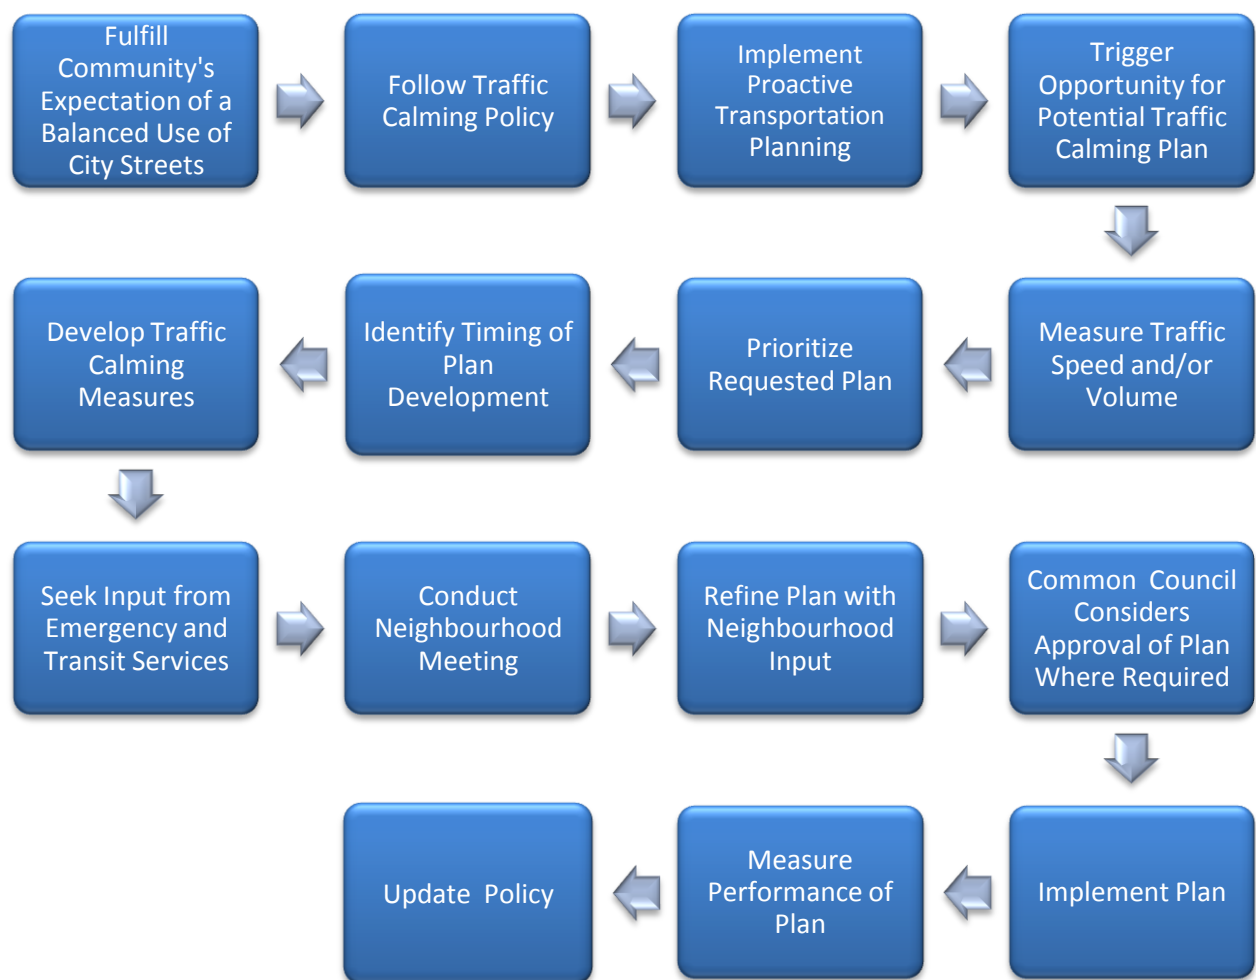 Fulfill
Community's
Expectation of a
Balanced Use of
City Streets
Follow Traffic
Calming Policy
Implement
Proactive
Transportation
Planning
Trigger
Opportunity for
Potential Traffic
Calming Plan
Measure Traffic
Speed and/or
Volume
Prioritize
Requested Plan
Identify Timing of
Plan
Development
Develop Traffic
Calming
Measures
Seek Input from
Emergency and
Transit Services
Conduct
Neighbourhood
Meeting
Refine Plan with
Neighbourhood
Input
Common Council
Considers
Approval of Plan
Where Required
Implement Plan
Measure
Performance of
Plan
Update Policy